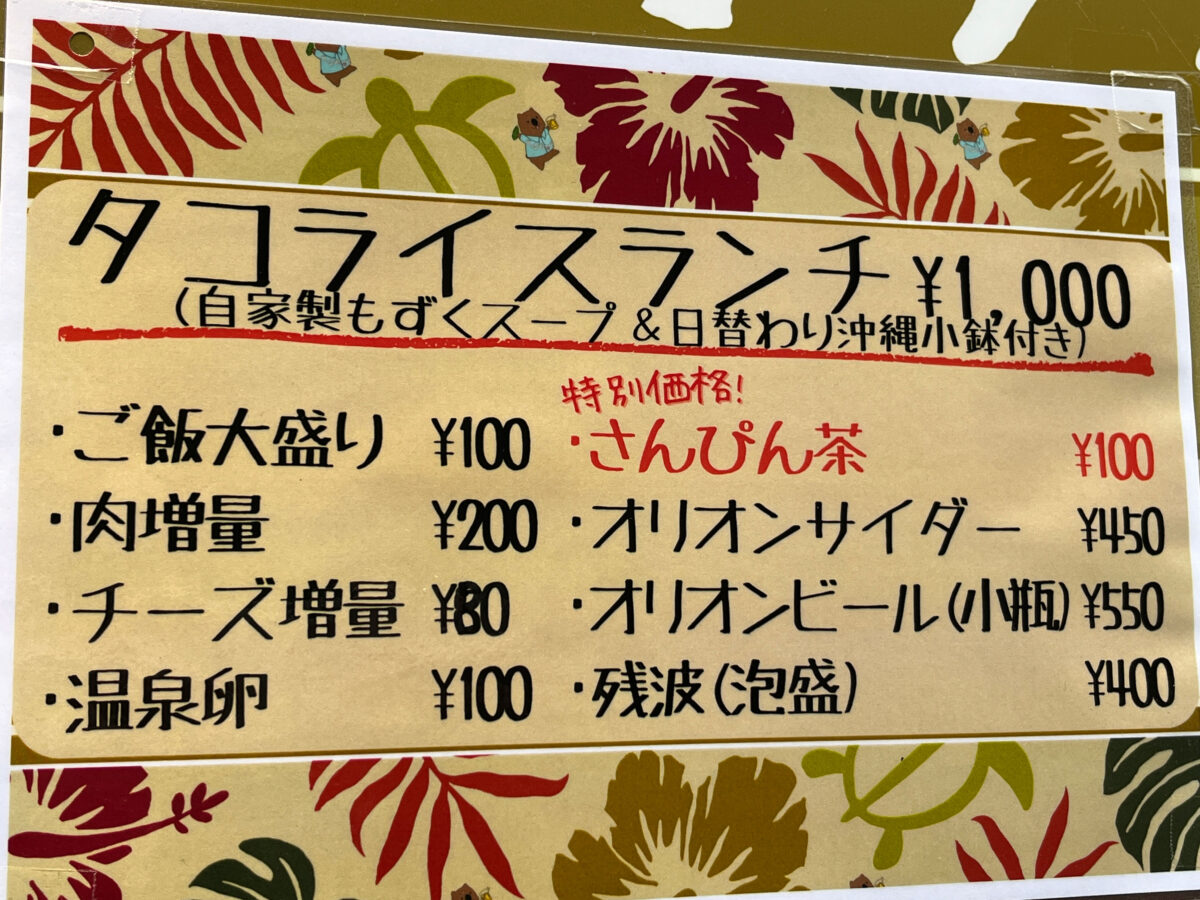 タコライスランチ ¥1,000
(自家製もずくスープ&日替わり沖縄小鉢付き)
・ご飯大盛り ¥100
・肉増量 ¥200
・チーズ増量
・温泉卵 ¥100
特別価格!
・さんぴん茶 ¥100
・オリオンサイダー ¥450
・オリオンビール(小瓶) ¥550
・残波(泡盛) ¥400